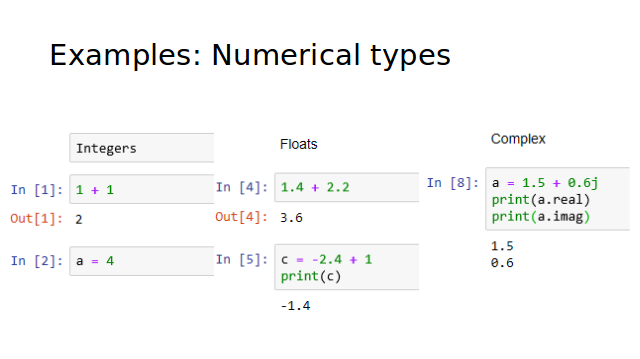 Examples: Numerical types
Integers
In [1]: 1 + 1
Out[1]: 2
In [2]: a = 4
Floats
In [4]: 1.4 + 2.2
Out[4]: 3.6
In [5]: c = -2.4 + 1
print(c)
-1.4
Complex
In [8]: a = 1.5 + 0.6j
print(a.real)
print(a.imag)
1.5
0.6